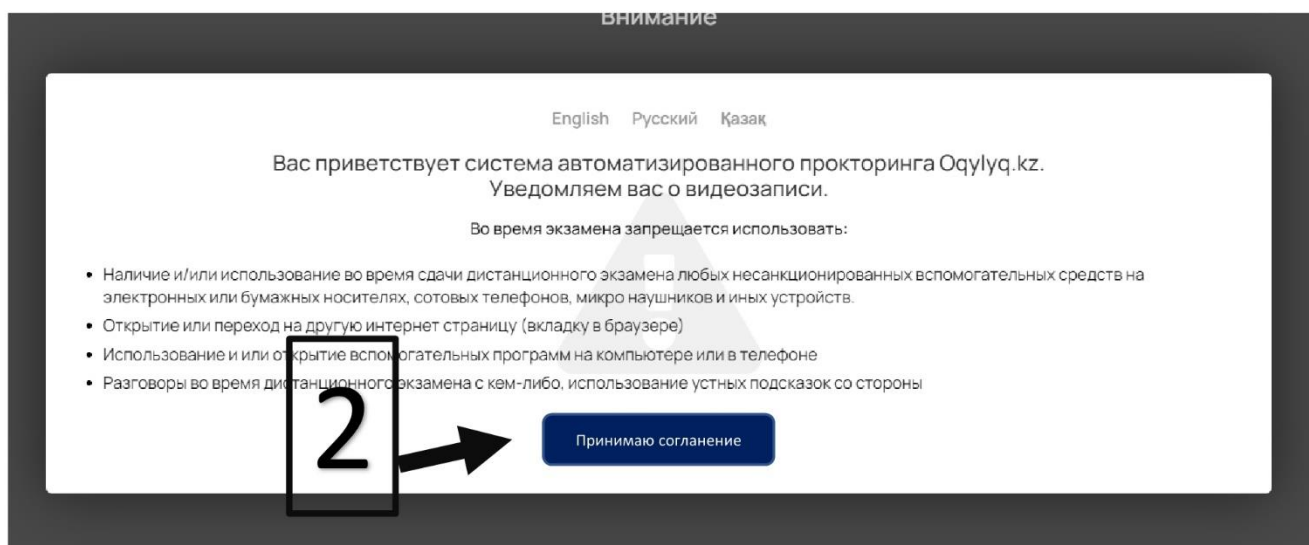 Внимание
English Русский Қазақ
Вас приветствует система автоматизированного прокторинга Oqylyq.kz.
Уведомляем вас о видеозаписи.
Во время экзамена запрещается использовать:
• Наличие и/или использование во время сдачи дистанционного экзамена любых несанкционированных вспомогательных средств на
электронных или бумажных носителях, сотовых телефонов, микро наушников и иных устройств.
• Открытие или переход на другую интернет страницу (вкладку в браузере)
• Использование и или открытие вспомогательных программ на компьютере или в телефоне
• Разговоры во время дистанционного экзамена с кем-либо, использование устных подсказок со стороны
2
Принимаю согланение